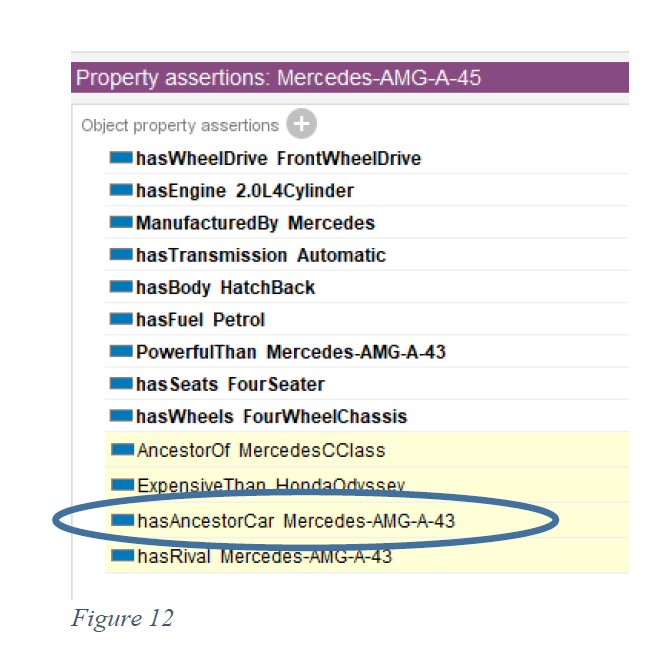 Property assertions: Mercedes-AMG-A-45
Object property assertions
hasWheelDrive FrontWheelDrive
hasEngine 2.0L4Cylinder
ManufacturedBy Mercedes
hasTransmission Automatic
hasBody HatchBack
hasFuel Petrol
PowerfulThan Mercedes-AMG-A-43
hasSeats FourSeater
hasWheels FourWheelChassis
AncestorOf MercedesCClass
ExpensiveThan HondaOdyssey
hasAncestorCar Mercedes-AMG-A-43
hasRival Mercedes-AMG-A-43
Figure 12